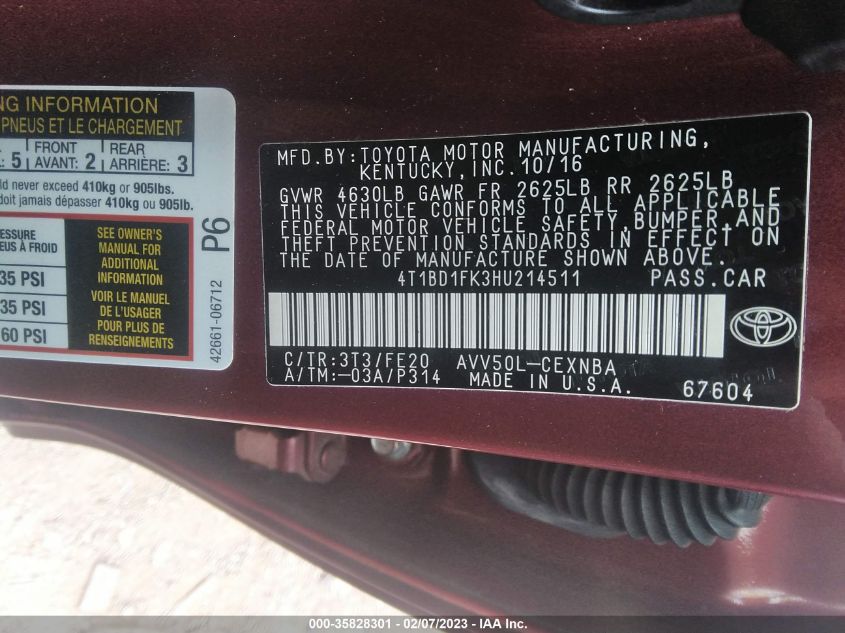 NG INFORMATION
PNEUS ET LE CHARGEMENT
5 FRONT AVANT: 2 REAR ARRIÈRE: 3
ld never exceed 410kg or 905lbs.
doit jamais dépasser 410kg ou 905lb.
RESSURE
EUS À FROID
35 PSI
35 PSI
60 PSI
SEE OWNER'S
MANUAL FOR
ADDITIONAL
INFORMATION
VOIR LE MANUEL
DE L'USAGER
POUR PLUS DE
RENSEIGNEMENTS
P6
42661-06712
MFD.BY:TOYOTA MOTOR MANUFACTURING,
KENTUCKY,INC.10/16
GVWR 4630LB GAWR FR 2625LB RR 2625LB
THIS VEHICLE CONFORMS TO ALL APPLICABLE
FEDERAL MOTOR VEHICLE SAFETY,BUMPER,AND
THEFT PREVENTION STANDARDS IN EFFECT ON
THE DATE OF MANUFACTURE SHOWN ABOVE.
4T1BD1FK3HU214511 PASS.CAR
C/TR:3T3/FE20 AVV50L-CEXNBA
A/TM:-03A/P314 MADE IN U.S.A.
67604
000-35828301 - 02/07/2023 - IAA Inc.